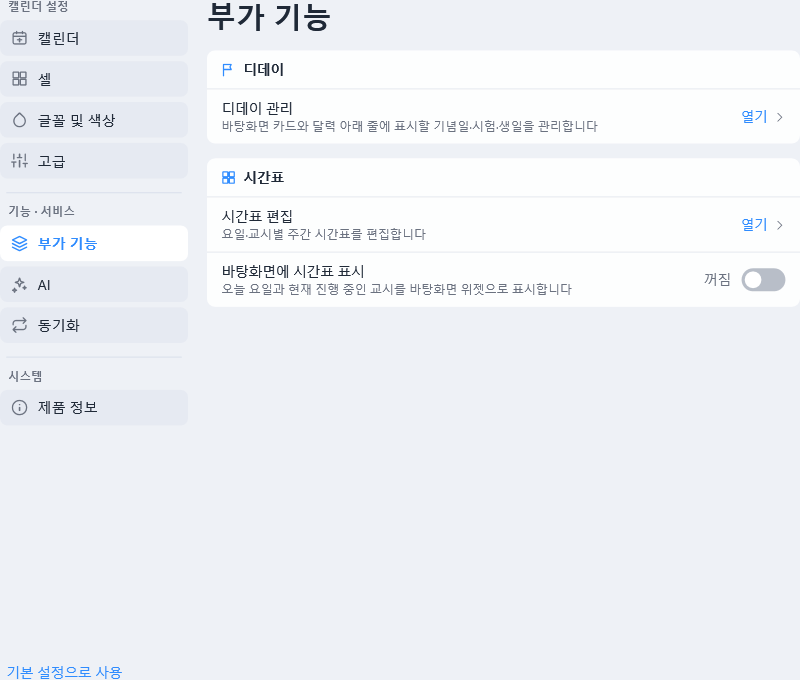 캘린더 설정
캘린더
셀
글꼴 및 색상
고급
기능 · 서비스
부가 기능
AI
동기화
시스템
제품 정보
기본 설정으로 사용
부가 기능
디데이
디데이 관리
바탕화면 카드와 달력 아래 줄에 표시할 기념일·시험·생일을 관리합니다
열기
시간표
시간표 편집
요일·교시별 주간 시간표를 편집합니다
열기
바탕화면에 시간표 표시
오늘 요일과 현재 진행 중인 교시를 바탕화면 위젯으로 표시합니다
꺼짐